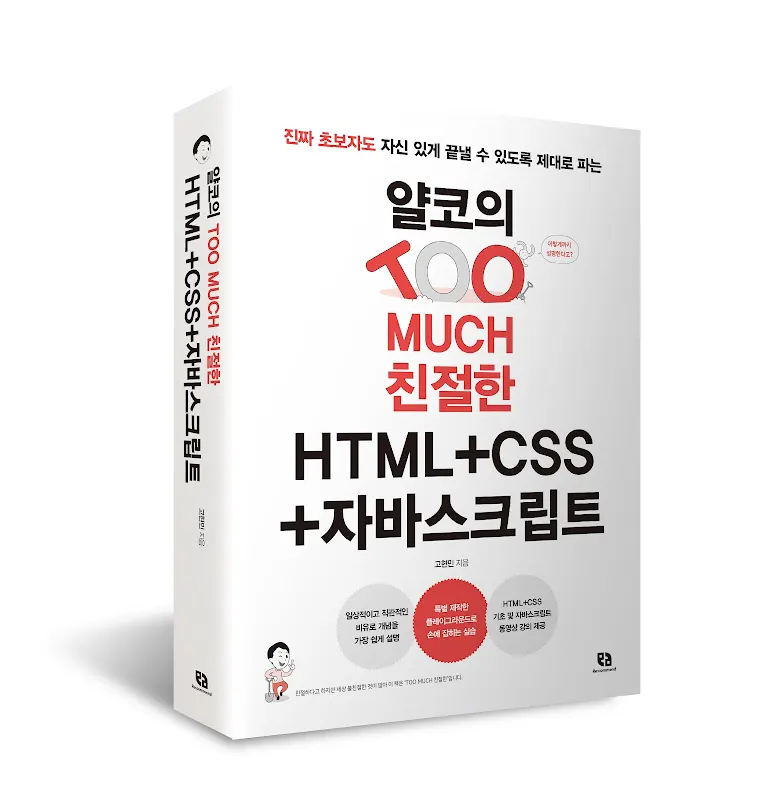 진짜 초보자도 자신 있게 끝낼 수 있도록 제대로 파는
얄코의
TOO
이렇게까지
설명한다고?
MUCH
친절한
HTML+CSS
+자바스크립트
고현민 지음
일상적이고 직관적인
비유로 개념을
가장 쉽게 설명
특별 제작한
플레이그라운드로
손에 잡히는 실습
HTML+CSS
기초 및 자바스크립트
동영상 강의 제공
친절하다고 하지만 세상 불친절한 것이 많아 이 책은 'TOO MUCH 친절한'입니다.
Recommend
얄코의 TOO MUCH 친절한
HTML+CSS+자바스크립트
고현민 지음